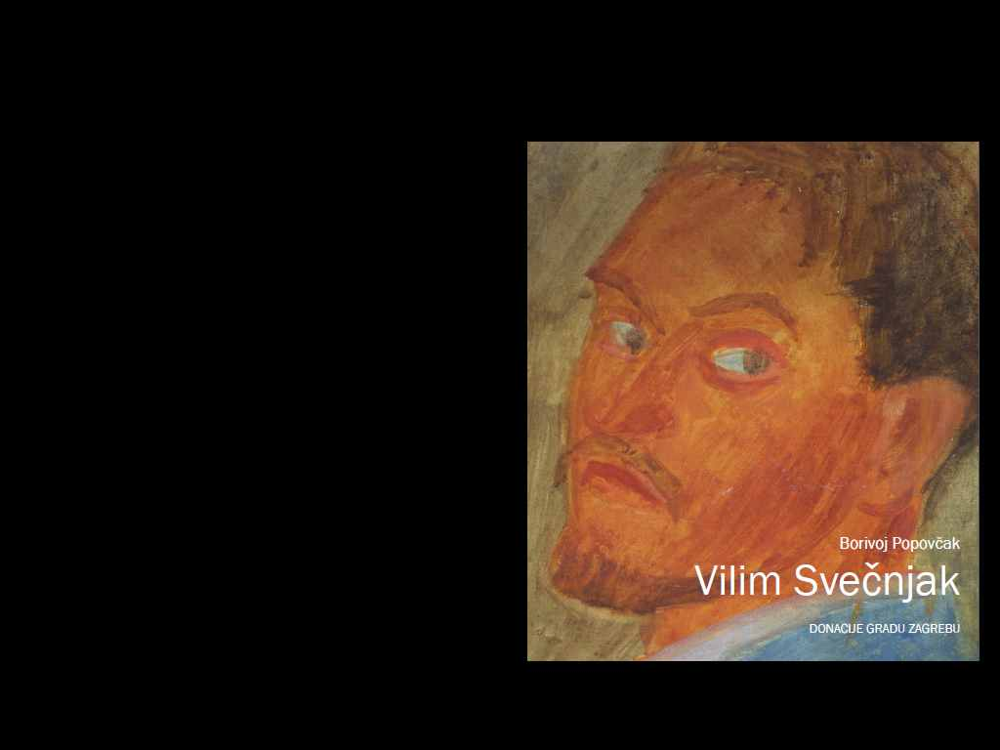 Borivoj Popovčak
Vilim Svečnjak
DONACIJE GRADU ZAGREBU